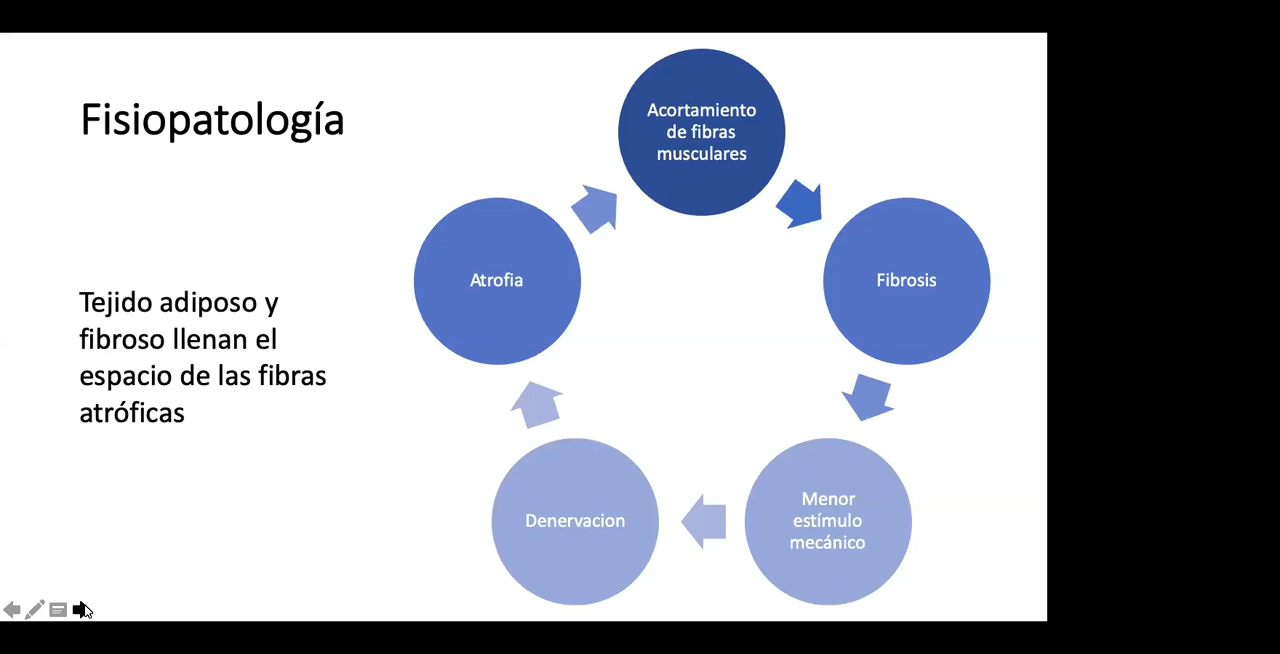 Fisiopatología
Tejido adiposo y
fibroso llenan el
espacio de las fibras
atróficas
Acortamiento
de fibras
musculares
Fibrosis
Menor
estímulo
mecánico
Denervacion
Atrofia